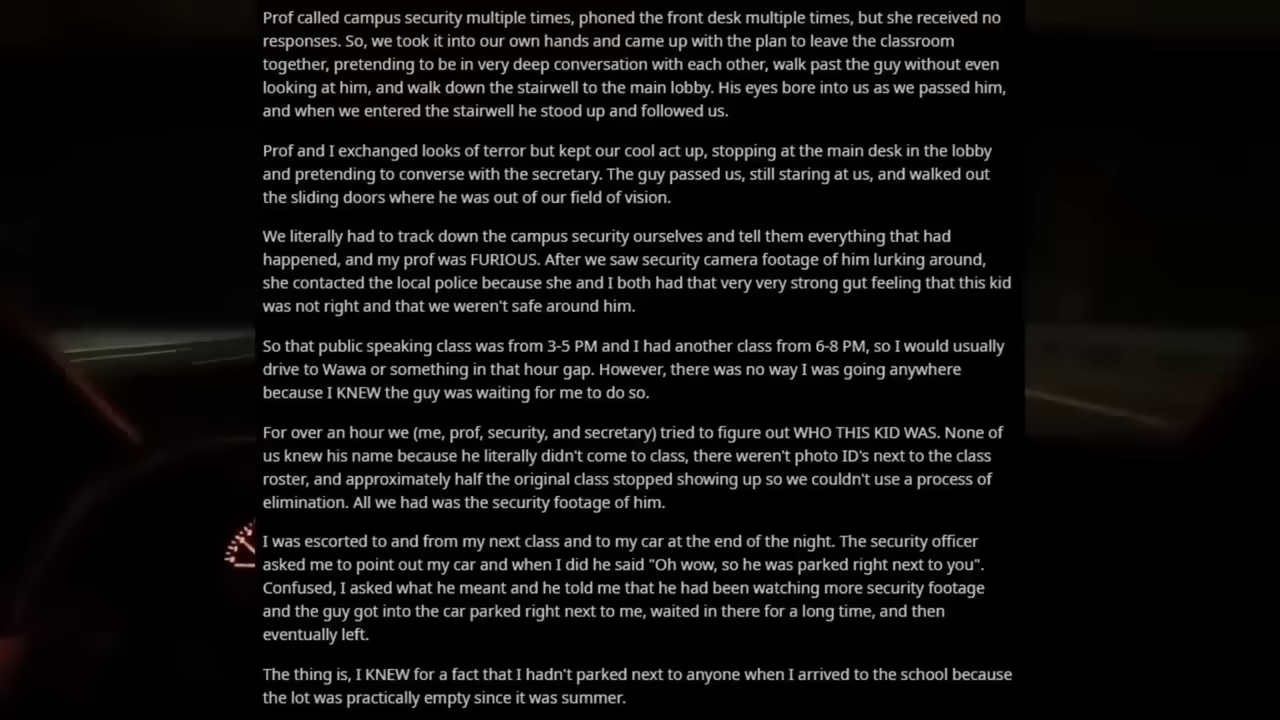 Prof called campus security multiple times, phoned the front desk multiple times, but she received no
responses. So, we took it into our own hands and came up with the plan to leave the classroom
together, pretending to be in very deep conversation with each other, walk past the guy without even
looking at him, and walk down the stairwell to the main lobby. His eyes bore into us as we passed him,
and when we entered the stairwell he stood up and followed us.
Prof and I exchanged looks of terror but kept our cool act up, stopping at the main desk in the lobby
and pretending to converse with the secretary. The guy passed us, still staring at us, and walked out
the sliding doors where he was out of our field of vision.
We literally had to track down the campus security ourselves and tell them everything that had
happened, and my prof was FURIOUS. After we saw security camera footage of him lurking around,
she contacted the local police because she and I both had that very very strong gut feeling that this kid
was not right and that we weren't safe around him.
So that public speaking class was from 3-5 PM and I had another class from 6-8 PM, so I would usually
drive to Wawa or something in that hour gap. However, there was no way I was going anywhere
because I KNEW the guy was waiting for me to do so.
For over an hour we (me, prof, security, and secretary) tried to figure out WHO THIS KID WAS. None of
us knew his name because he literally didn't come to class, there weren't photo ID's next to the class
roster, and approximately half the original class stopped showing up so we couldn't use a process of
elimination. All we had was the security footage of him.
I was escorted to and from my next class and to my car at the end of the night. The security officer
asked me to point out my car and when I did he said "Oh wow, so he was parked right next to you".
Confused, I asked what he meant and he told me that he had been watching more security footage
and the guy got into the car parked right next to me, waited in there for a long time, and then
eventually left.
The thing is, I KNEW for a fact that I hadn't parked next to anyone when I arrived to the school because
the lot was practically empty since it was summer.